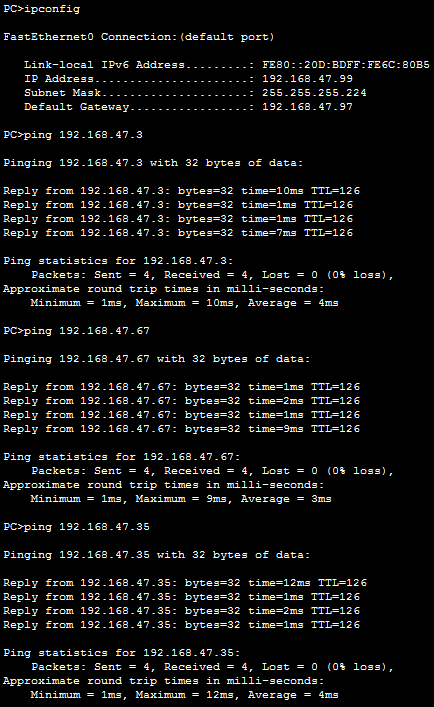 PC>ipconfig
FastEthernet0 Connection:(default port)
Link-local IPv6 Address.........: FE80::20D:BDFF:FE6C:80B5
IP Address......................: 192.168.47.99
Subnet Mask.....................: 255.255.255.224
Default Gateway.................: 192.168.47.97
PC>ping 192.168.47.3
Pinging 192.168.47.3 with 32 bytes of data:
Reply from 192.168.47.3: bytes=32 time=10ms TTL=126
Reply from 192.168.47.3: bytes=32 time=1ms TTL=126
Reply from 192.168.47.3: bytes=32 time=1ms TTL=126
Reply from 192.168.47.3: bytes=32 time=7ms TTL=126
Ping statistics for 192.168.47.3:
Packets: Sent = 4, Received = 4, Lost = 0 (0% loss),
Approximate round trip times in milli-seconds:
Minimum = 1ms, Maximum = 10ms, Average = 4ms
PC>ping 192.168.47.67
Pinging 192.168.47.67 with 32 bytes of data:
Reply from 192.168.47.67: bytes=32 time=1ms TTL=126
Reply from 192.168.47.67: bytes=32 time=2ms TTL=126
Reply from 192.168.47.67: bytes=32 time=1ms TTL=126
Reply from 192.168.47.67: bytes=32 time=9ms TTL=126
Ping statistics for 192.168.47.67:
Packets: Sent = 4, Received = 4, Lost = 0 (0% loss),
Approximate round trip times in milli-seconds:
Minimum = 1ms, Maximum = 9ms, Average = 3ms
PC>ping 192.168.47.35
Pinging 192.168.47.35 with 32 bytes of data:
Reply from 192.168.47.35: bytes=32 time=12ms TTL=126
Reply from 192.168.47.35: bytes=32 time=1ms TTL=126
Reply from 192.168.47.35: bytes=32 time=2ms TTL=126
Reply from 192.168.47.35: bytes=32 time=1ms TTL=126
Ping statistics for 192.168.47.35:
Packets: Sent = 4, Received = 4, Lost = 0 (0% loss),
Approximate round trip times in milli-seconds:
Minimum = 1ms, Maximum = 12ms, Average = 4ms